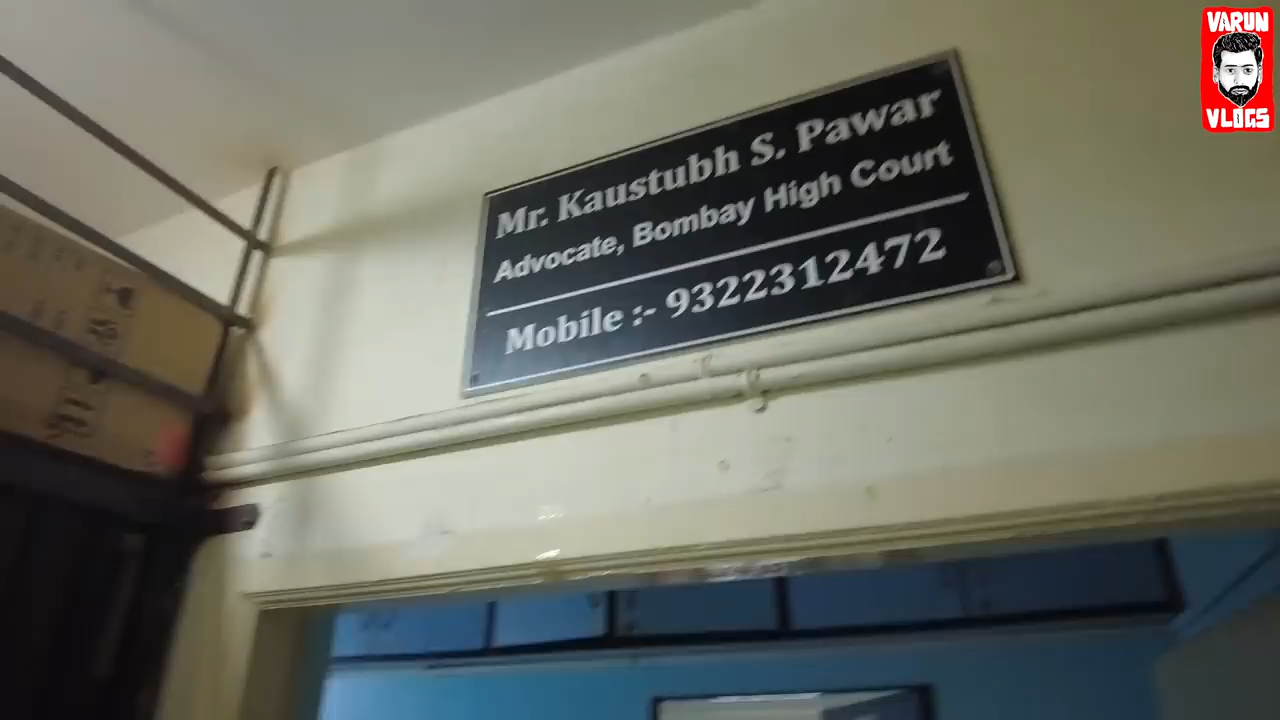 VARUN
VLOGS
Mr. Kaustubh S. Pawar
Advocate, Bombay High Court
Mobile :- 9322312472